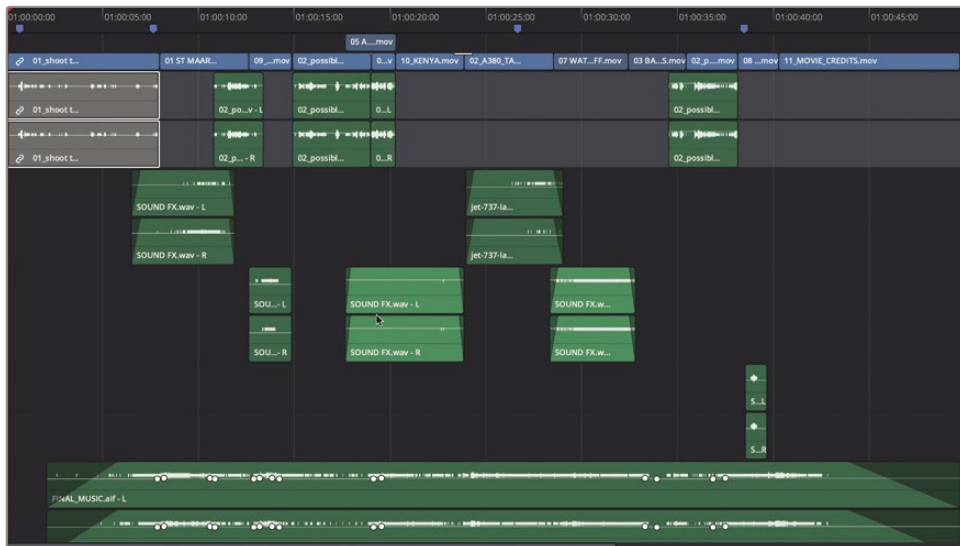 01:00:00:00 01:00:05:00 01:00:10:00 01:00:15:00 01:00:20:00 01:00:25:00 01:00:30:00 01:00:35:00 01:00:40:00 01:00:45:00
05 A....mov
01_shoot t... 01 ST MAAR... 09_...mov 02_possibl... 0...v 10_KENYA.mov 02_A380_TA... 07 WAT...FF.mov 03 BA...S.mov 02_p....mov 08 ...mov 11_MOVIE_CREDITS.mov
01_shoot t... 02_po...v - L 02_possibl... 0...L 02_possibl...
01_shoot t... 02_p... - R 02_possibl... 0...R 02_possibl...
SOUND FX.wav - L jet-737-la...
SOUND FX.wav - R jet-737-la...
SOU...- L SOUND FX.wav - L SOUND FX.w...
SOU...- R SOUND FX.wav - R SOUND FX.w...
S...L
S...R
FINAL_MUSIC.aif - L